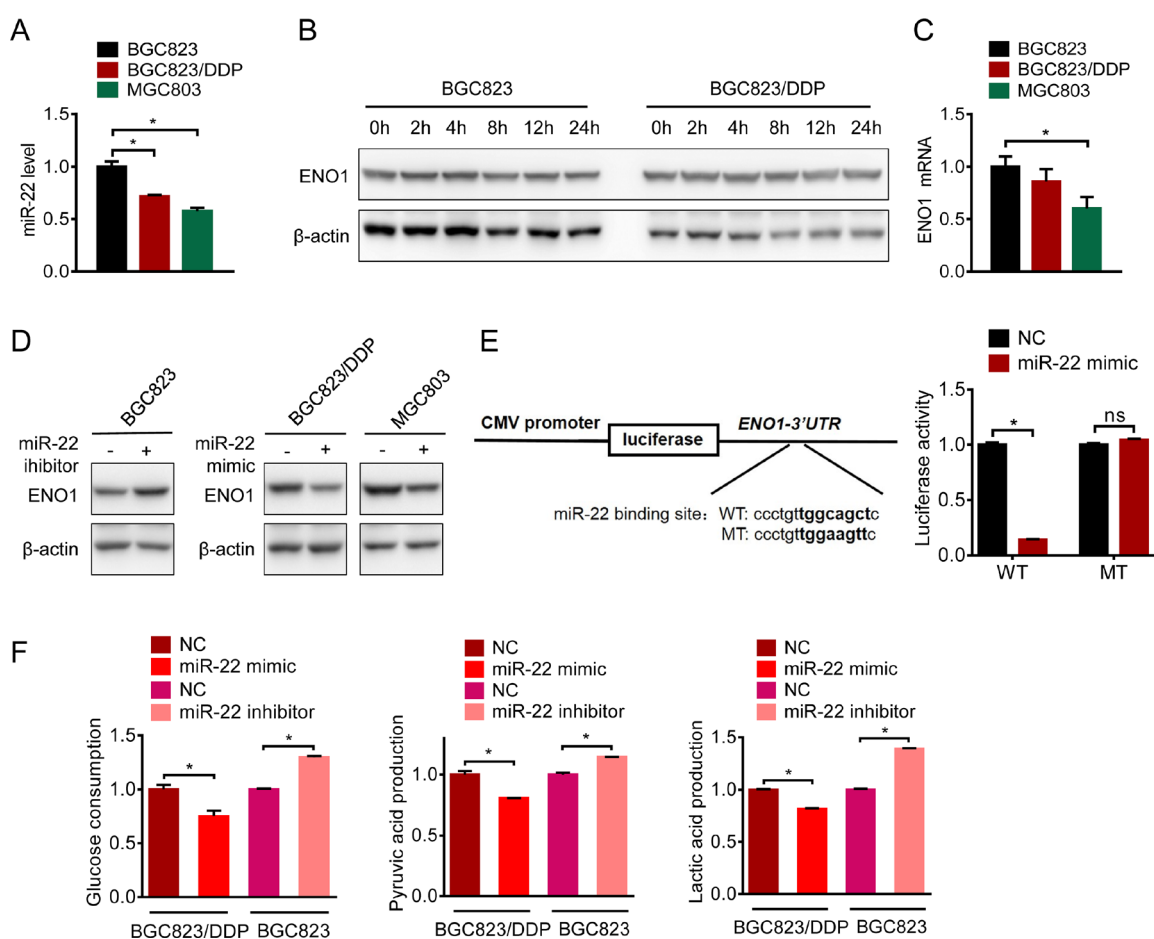 A
BGC823
BGC823/DDP
MGC803
miR-22 level
1.5
1.0
0.5
0.0
*
*
B
BGC823
BGC823/DDP
0h 2h 4h 8h 12h 24h
0h 2h 4h 8h 12h 24h
ENO1
β-actin
C
BGC823
BGC823/DDP
MGC803
ENO1 mRNA
1.5
1.0
0.5
0.0
*
D
BGC823
BGC823/DDP
MGC803
miR-22
ihibitor
- +
miR-22
mimic
- +
- +
ENO1
ENO1
β-actin
β-actin
E
CMV promoter
luciferase
ENO1-3'UTR
miR-22 binding site:
WT: ccctgttggcagctc
MT: ccctgttggaagttc
NC
miR-22 mimic
Luciferase activity
1.5
1.0
0.5
0.0
*
ns
WT
MT
F
NC
miR-22 mimic
NC
miR-22 inhibitor
Glucose consumption
1.5
1.0
0.5
0.0
*
*
BGC823/DDP
BGC823
NC
miR-22 mimic
NC
miR-22 inhibitor
Pyruvic acid production
1.0
0.5
0.0
*
*
BGC823/DDP
BGC823
NC
miR-22 mimic
NC
miR-22 inhibitor
Lactic acid production
1.5
1.0
0.5
0.0
*
*
BGC823/DDP
BGC823